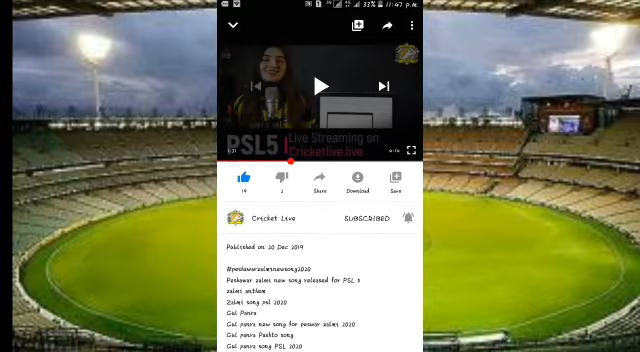 33% 11:47 P.M.
PSL5 Live Streaming on
Cricketlive.live
19
2
Share
Download
Save
Cricket Live SUBSCRIBED
Published on 20 Dec 2019
#peshawarzalminewsong2020
Peshawar zalmi new song released for PSL 5
zalmi anthem
Zalmi song psl 2020
Gul Panra
Gul panra new song for peswar zalmi 2020
Gul panra Pashto song
Gul panra song PSL 2020